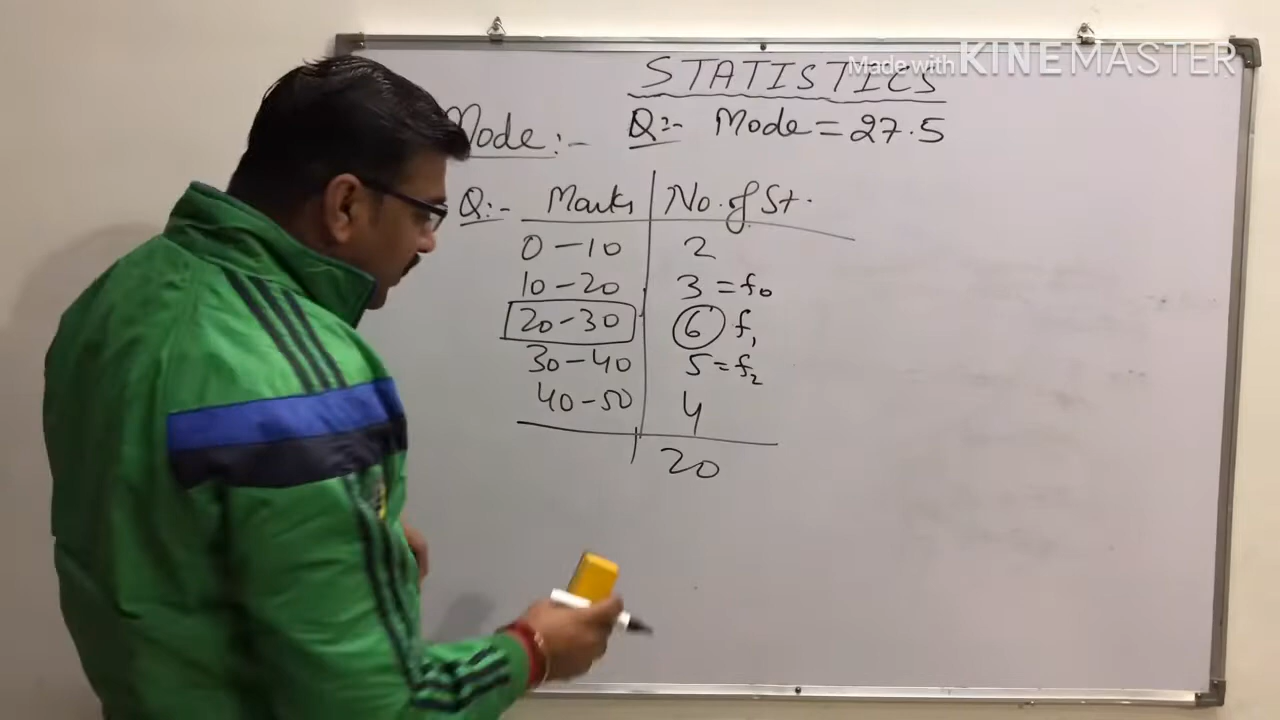 Made with KINEMASTER
STATISTICS
Mode:- Q:- Mode = 27.5
Q:- Marks No. of St.
0-10 2
10-20 3 = f₀
20-30 6 f₁
30-40 5 = f₂
40-50 4
20